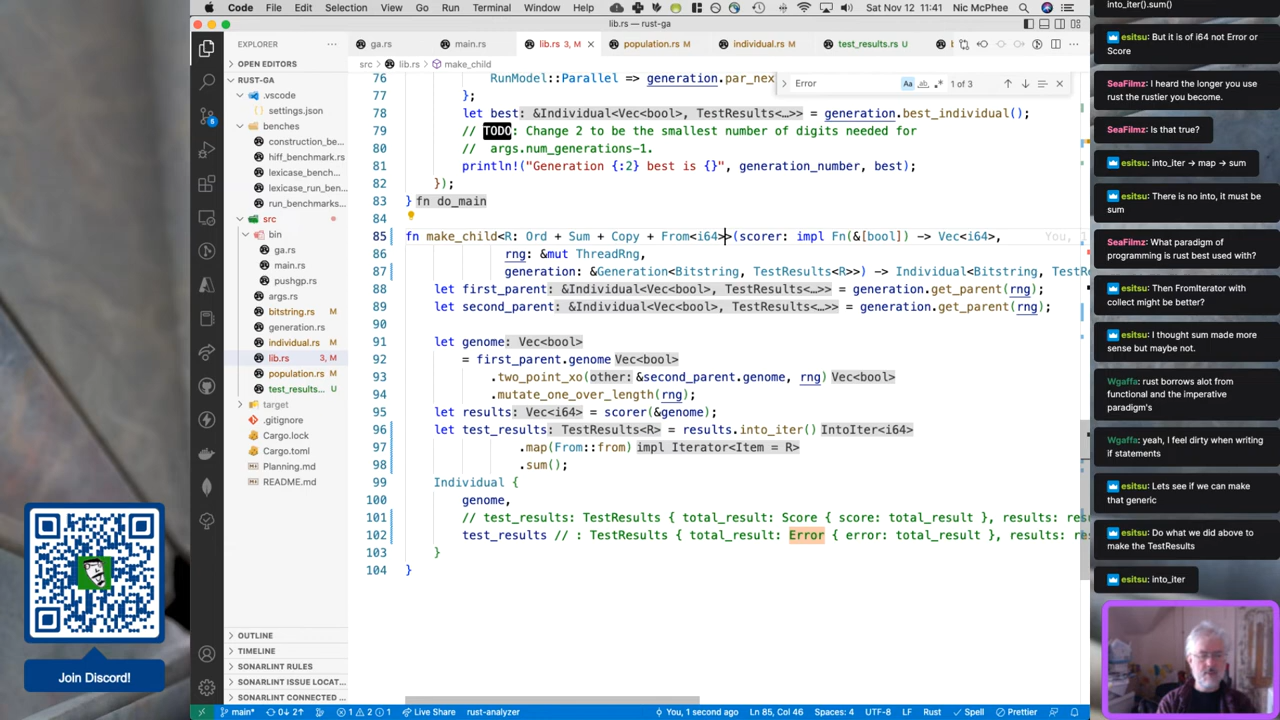 Code File Edit Selection View Go Run Terminal Window Help
Sat Nov 12 11:41 Nic McPhee
lib.rs — rust-ga
EXPLORER
OPEN EDITORS
RUST-GA
.vscode
settings.json
benches
construction_be...
hiff_benchmark.rs
lexicase_bench...
lexicase_run_ben...
run_benchmarks...
src
bin
ga.rs
main.rs
pushgp.rs
args.rs
bitstring.rs M
generation.rs
individual.rs M
lib.rs 3, M
population.rs M
test_results... U
target
.gitignore
Cargo.lock
Cargo.toml
Planning.md
README.md
OUTLINE
TIMELINE
SONARLINT RULES
SONARLINT ISSUE LOCAT...
SONARLINT CONNECTED ...
ga.rs main.rs lib.rs 3, M population.rs M individual.rs M test_results.rs U
src > lib.rs > make_child
Error Aa ab 1 of 3
76 RunModel::Parallel => generation.par_nex
77 };
78 let best: &Individual<Vec<bool>, TestResults<…>> = generation.best_individual();
79 // TODO: Change 2 to be the smallest number of digits needed for
80 // args.num_generations-1.
81 println!("Generation {:2} best is {}", generation_number, best);
82 });
83 } fn do_main
84
85 fn make_child<R: Ord + Sum + Copy + From<i64>>(scorer: impl Fn(&[bool]) -> Vec<i64>, You, 1
86 rng: &mut ThreadRng,
87 generation: &Generation<Bitstring, TestResults<R>>) -> Individual<Bitstring, TestRe
88 let first_parent: &Individual<Vec<bool>, TestResults<…>> = generation.get_parent(rng);
89 let second_parent: &Individual<Vec<bool>, TestResults<…>> = generation.get_parent(rng);
90
91 let genome: Vec<bool>
92 = first_parent.genome Vec<bool>
93 .two_point_xo(other: &second_parent.genome, rng) Vec<bool>
94 .mutate_one_over_length(rng);
95 let results: Vec<i64> = scorer(&genome);
96 let test_results: TestResults<R> = results.into_iter() IntoIter<i64>
97 .map(From::from) impl Iterator<Item = R>
98 .sum();
99 Individual {
100 genome,
101 // test_results: TestResults { total_result: Score { score: total_result }, results: res
102 test_results // : TestResults { total_result: Error { error: total_result }, results: res
103 }
104 }
main* 0↓ 2↑ 1 2 1 Live Share rust-analyzer You, 1 second ago Ln 85, Col 46 Spaces: 4 UTF-8 LF Rust Spell Prettier
Join Discord!
into_iter().sum()
esitsu: But it is of i64 not Error or
Score
SeaFilmz: I heard the longer you use
rust the rustier you become.
SeaFilmz: Is that true?
esitsu: into_iter → map → sum
esitsu: There is no into, it must be
sum
SeaFilmz: What paradigm of
programming is rust best used with?
esitsu: Then FromIterator with
collect might be better?
esitsu: I thought sum made more
sense but maybe not.
Wgaffa: rust borrows alot from
functional and the imperative
paradigm's
Wgaffa: yeah, I feel dirty when writing
if statements
esitsu: Lets see if we can make
that generic
esitsu: Do what we did above to
make the TestResults
esitsu: into_iter